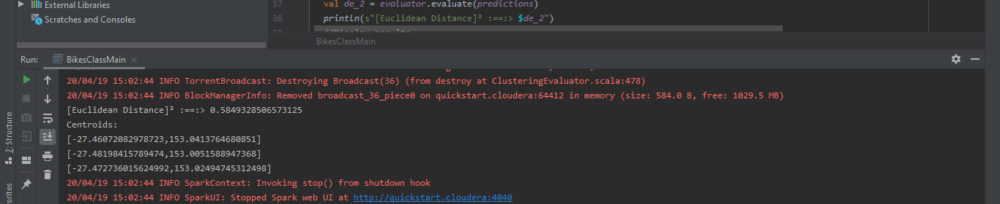 External Libraries
Scratches and Consoles
37 val de_2 = evaluator.evaluate(predictions)
38 println(s"[Euclidean Distance]² :==:> $de_2")
BikesClassMain
Run: BikesClassMain
20/04/19 15:02:44 INFO TorrentBroadcast: Destroying Broadcast(36) (from destroy at ClusteringEvaluator.scala:478)
20/04/19 15:02:44 INFO BlockManagerInfo: Removed broadcast_36_piece0 on quickstart.cloudera:64412 in memory (size: 584.0 B, free: 1029.5 MB)
[Euclidean Distance]² :==:> 0.5849328506573125
Centroids:
[-27.46072082978723,153.0413764680851]
[-27.48198415789474,153.0051588947368]
[-27.472736015624992,153.02494745312498]
20/04/19 15:02:44 INFO SparkContext: Invoking stop() from shutdown hook
20/04/19 15:02:44 INFO SparkUI: Stopped Spark web UI at http://quickstart.cloudera:4040
7: Structure